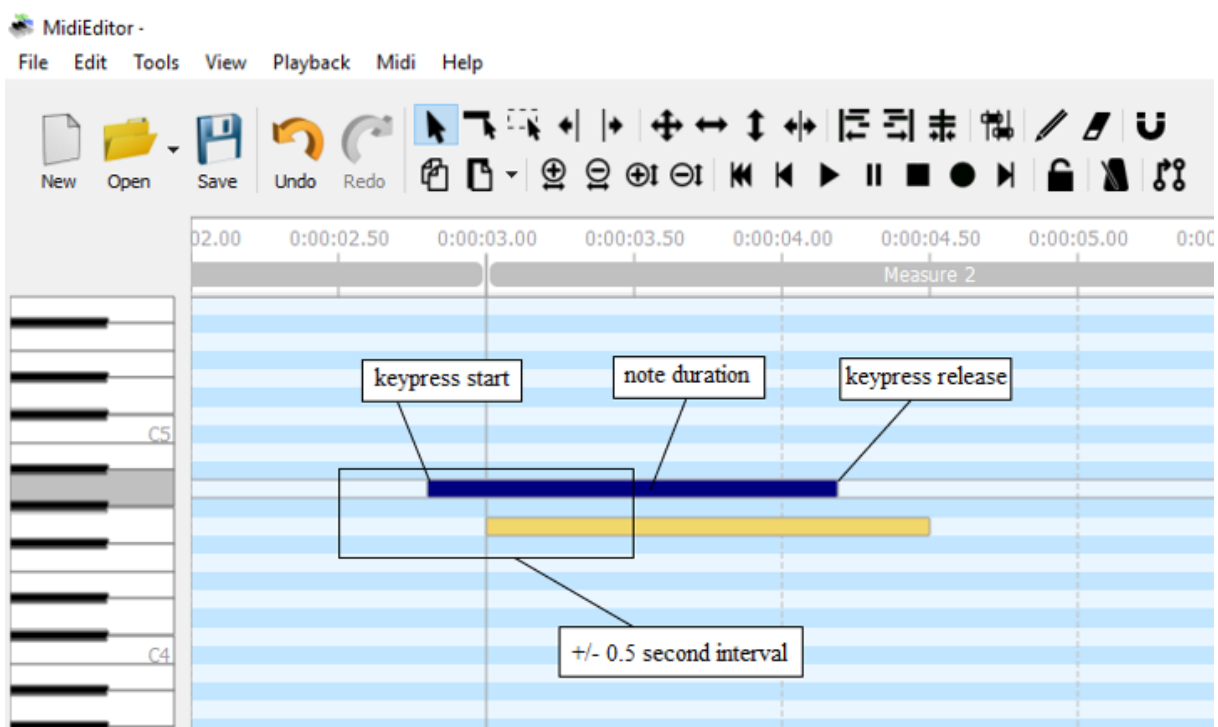 MidiEditor -
File Edit Tools View Playback Midi Help
New Open Save Undo Redo
02.00 0:00:02.50 0:00:03.00 0:00:03.50 0:00:04.00 0:00:04.50 0:00:05.00 0:00
Measure 2
keypress start note duration keypress release
C5
+/- 0.5 second interval
C4